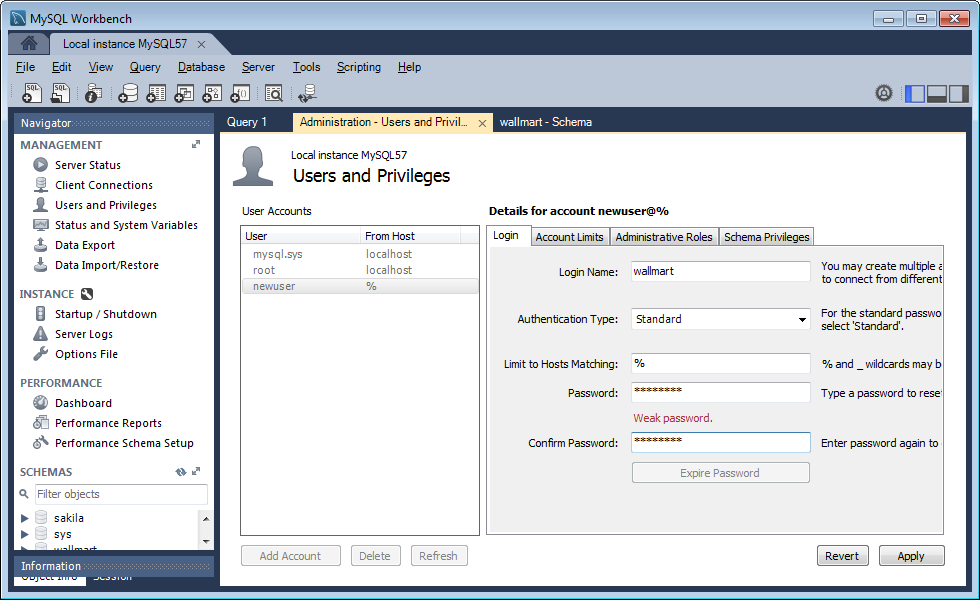 MySQL Workbench
Local instance MySQL57
File Edit View Query Database Server Tools Scripting Help
Navigator
MANAGEMENT
Server Status
Client Connections
Users and Privileges
Status and System Variables
Data Export
Data Import/Restore
INSTANCE
Startup / Shutdown
Server Logs
Options File
PERFORMANCE
Dashboard
Performance Reports
Performance Schema Setup
SCHEMAS
Filter objects
sakila
sys
wallmart
Information
Object Info Session
Query 1 Administration - Users and Privil... wallmart - Schema
Local instance MySQL57
Users and Privileges
User Accounts
User From Host
mysql.sys localhost
root localhost
newuser %
Add Account Delete Refresh
Details for account newuser@%
Login Account Limits Administrative Roles Schema Privileges
Login Name: wallmart You may create multiple a
to connect from different
Authentication Type: Standard For the standard passwo
select 'Standard'.
Limit to Hosts Matching: % % and _ wildcards may b
Password: ******** Type a password to reset
Weak password.
Confirm Password: ******** Enter password again to
Expire Password
Revert Apply